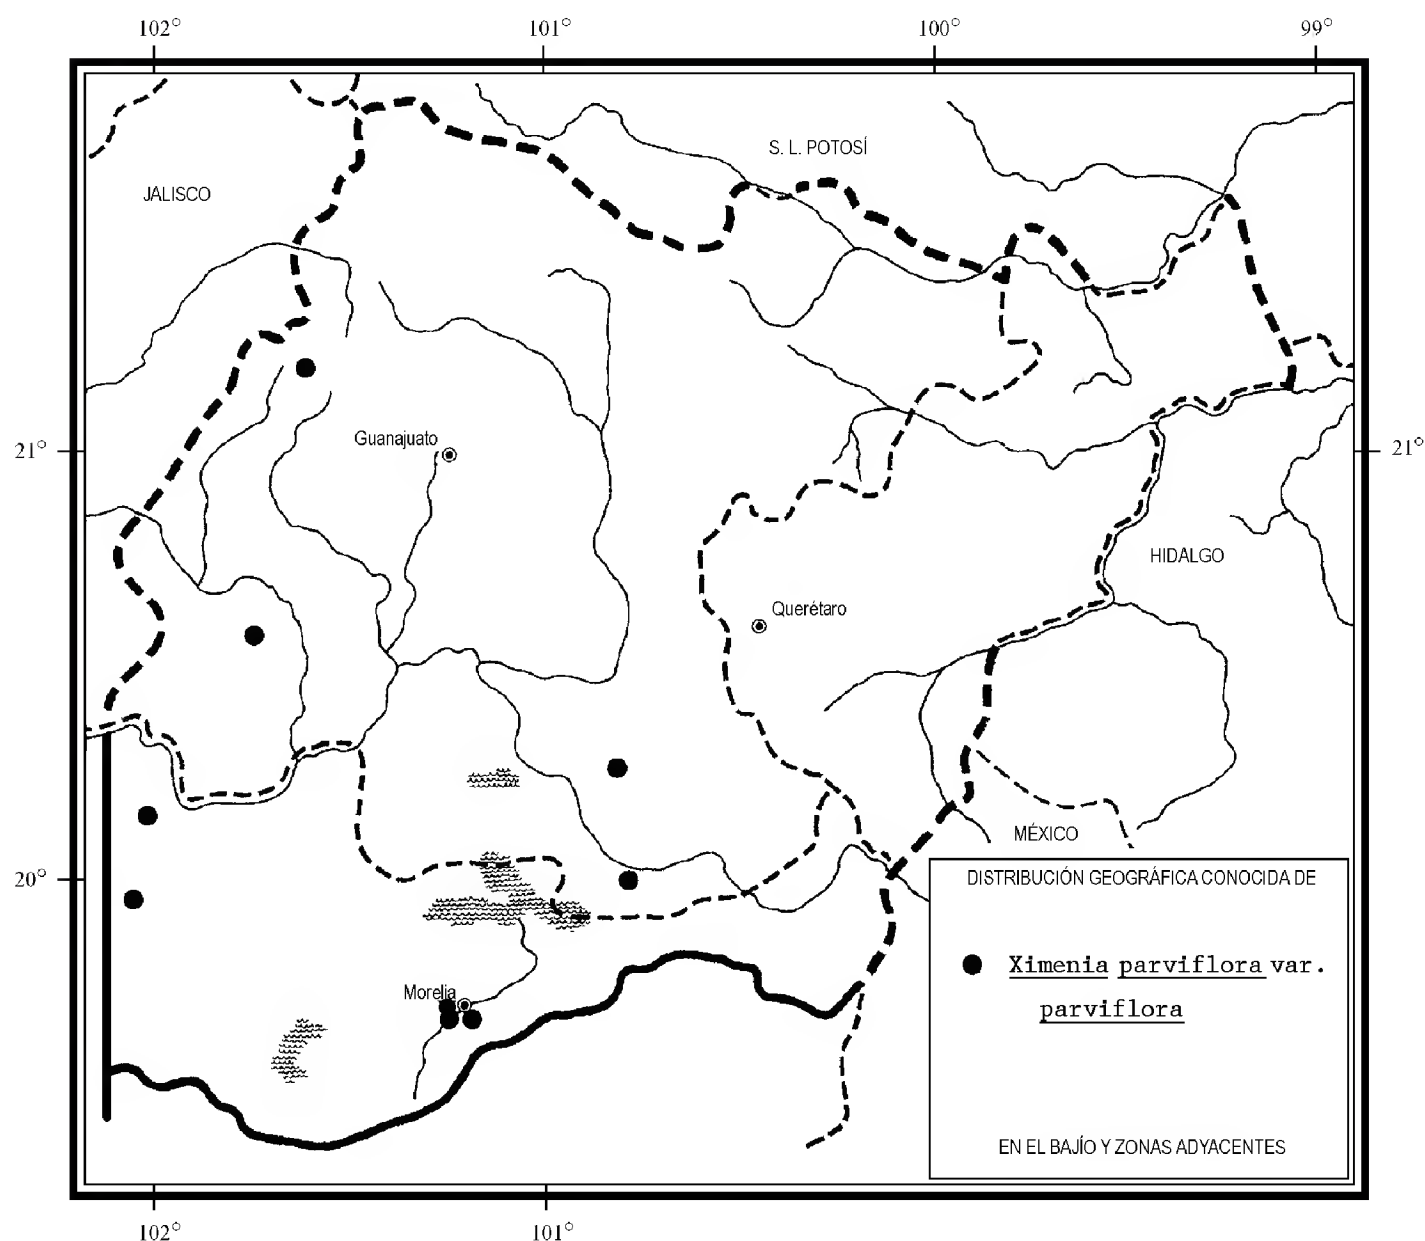 102° 101° 100° 99°
S. L. POTOSÍ
JALISCO
Guanajuato
21° 21°
HIDALGO
Querétaro
MÉXICO
20°
DISTRIBUCIÓN GEOGRÁFICA CONOCIDA DE
Ximenia parviflora var.
parviflora
Morelia
EN EL BAJÍO Y ZONAS ADYACENTES
102° 101°